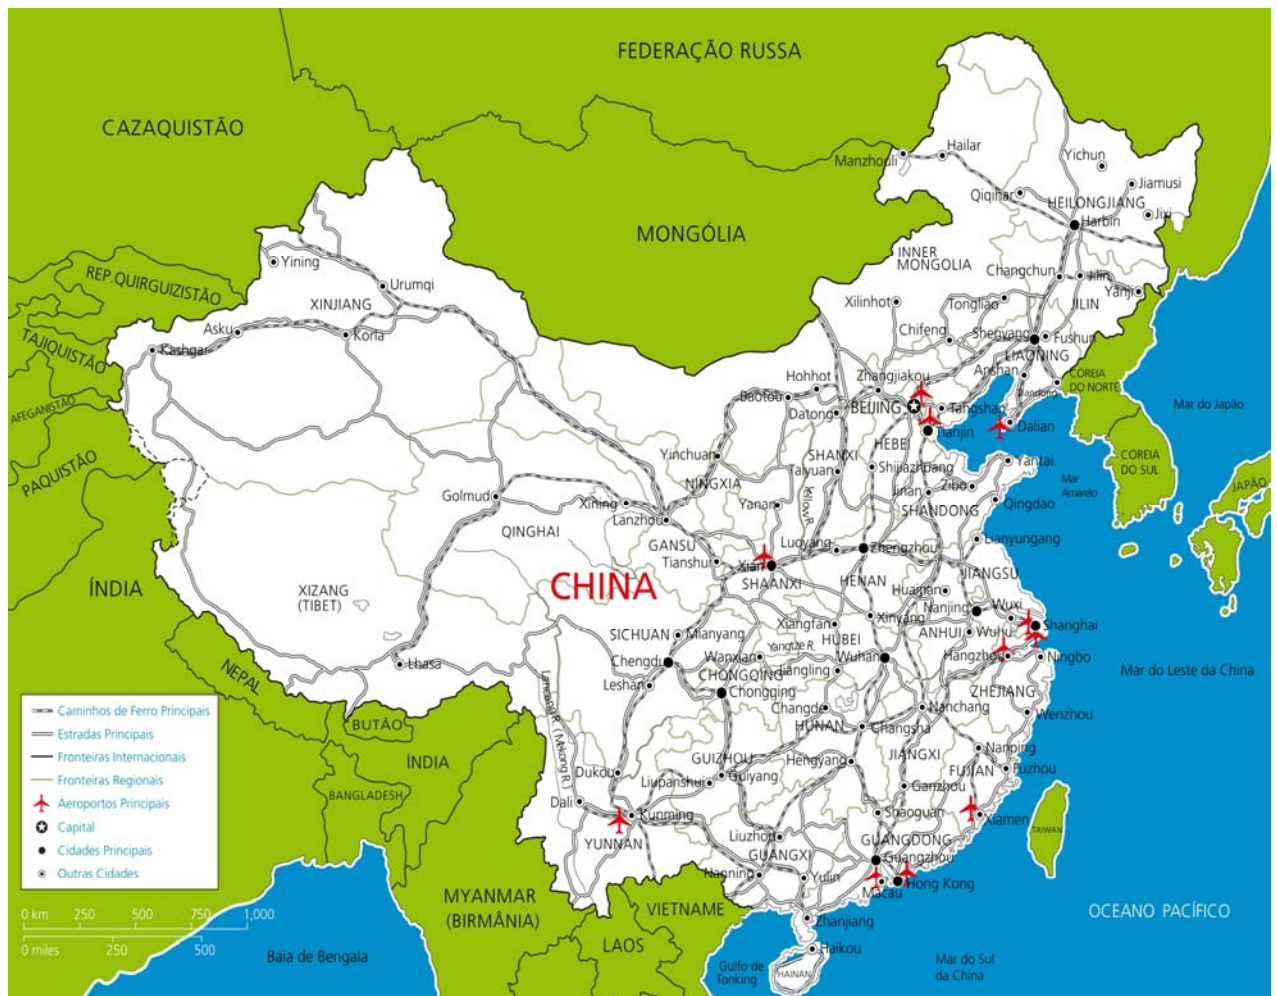 FEDERAÇÃO RUSSA
CAZAQUISTÃO
MONGÓLIA
Manzhouli
Hailar
Yichun
Qiqihar
Jiamusi
HEILONGJIANG
Jixi
Harbin
INNER
MONGOLIA
Changchun
Jilin
Yanji
JILIN
Xilinhot
Tongliao
Chifeng
Shenyang
Fushun
LIAONING
Anshan
Dandong
COREIA
DO NORTE
Yining
REP.QUIRGUIZISTÃO
Urumqi
XINJIANG
Asku
Korla
Kashgar
TAJIQUISTÃO
AFEGANISTÃO
PAQUISTÃO
Zhangjiakou
Hohhot
Baotou
Datong
BEIJING
Tangshan
Tianjin
Dalian
Mar do Japão
HEBEI
SHANXI
Taiyuan
Shijiazhuang
Yantai
Yinchuan
NINGXIA
Jinan
Zibo
Qingdao
SHANDONG
Mar
Amarelo
COREIA
DO SUL
JAPÃO
Golmud
Xining
Lanzhou
Yanan
Yellow R.
QINGHAI
GANSU
Tianshui
Luoyang
Zhengzhou
Lianyungang
Xian
SHAANXI
HENAN
JIANGSU
Huaipan
CHINA
ÍNDIA
XIZANG
(TIBET)
Nanjing
Wuxi
Shanghai
Xiangfan
Xinyang
ANHUI
Wuhu
SICHUAN
Mianyang
HUBEI
Yangtze R.
Hangzhou
Ningbo
Chengdu
Wanxian
Wuhan
Jiangling
CHONGQING
Chongqing
Leshan
Lhasa
Mar do Leste da China
ZHEJIANG
Changde
Nanchang
Wenzhou
HUNAN
Changsha
NEPAL
BUTÃO
Lancang R. ( Mekong R.)
ÍNDIA
JIANGXI
Nanping
GUIZHOU
Hengyang
FUJIAN
Fuzhou
Dukou
Liupanshui
Guiyang
Ganzhou
BANGLADESH
Dali
Kunming
Shaoguan
Xiamen
TAIWAN
YUNNAN
Liuzhou
GUANGXI
GUANGDONG
Guangzhou
Nanning
Yulin
Macau
Hong Kong
MYANMAR
(BIRMÂNIA)
VIETNAME
Zhanjiang
OCEANO PACÍFICO
LAOS
Haikou
HAINAN
Gulfo de
Tonking
Mar do Sul
da China
Baia de Bengala
Caminhos de Ferro Principais
Estradas Principais
Fronteiras Internacionais
Fronteiras Regionais
Aeroportos Principais
Capital
Cidades Principais
Outras Cidades
0 km 250 500 750 1,000
0 miles 250 500